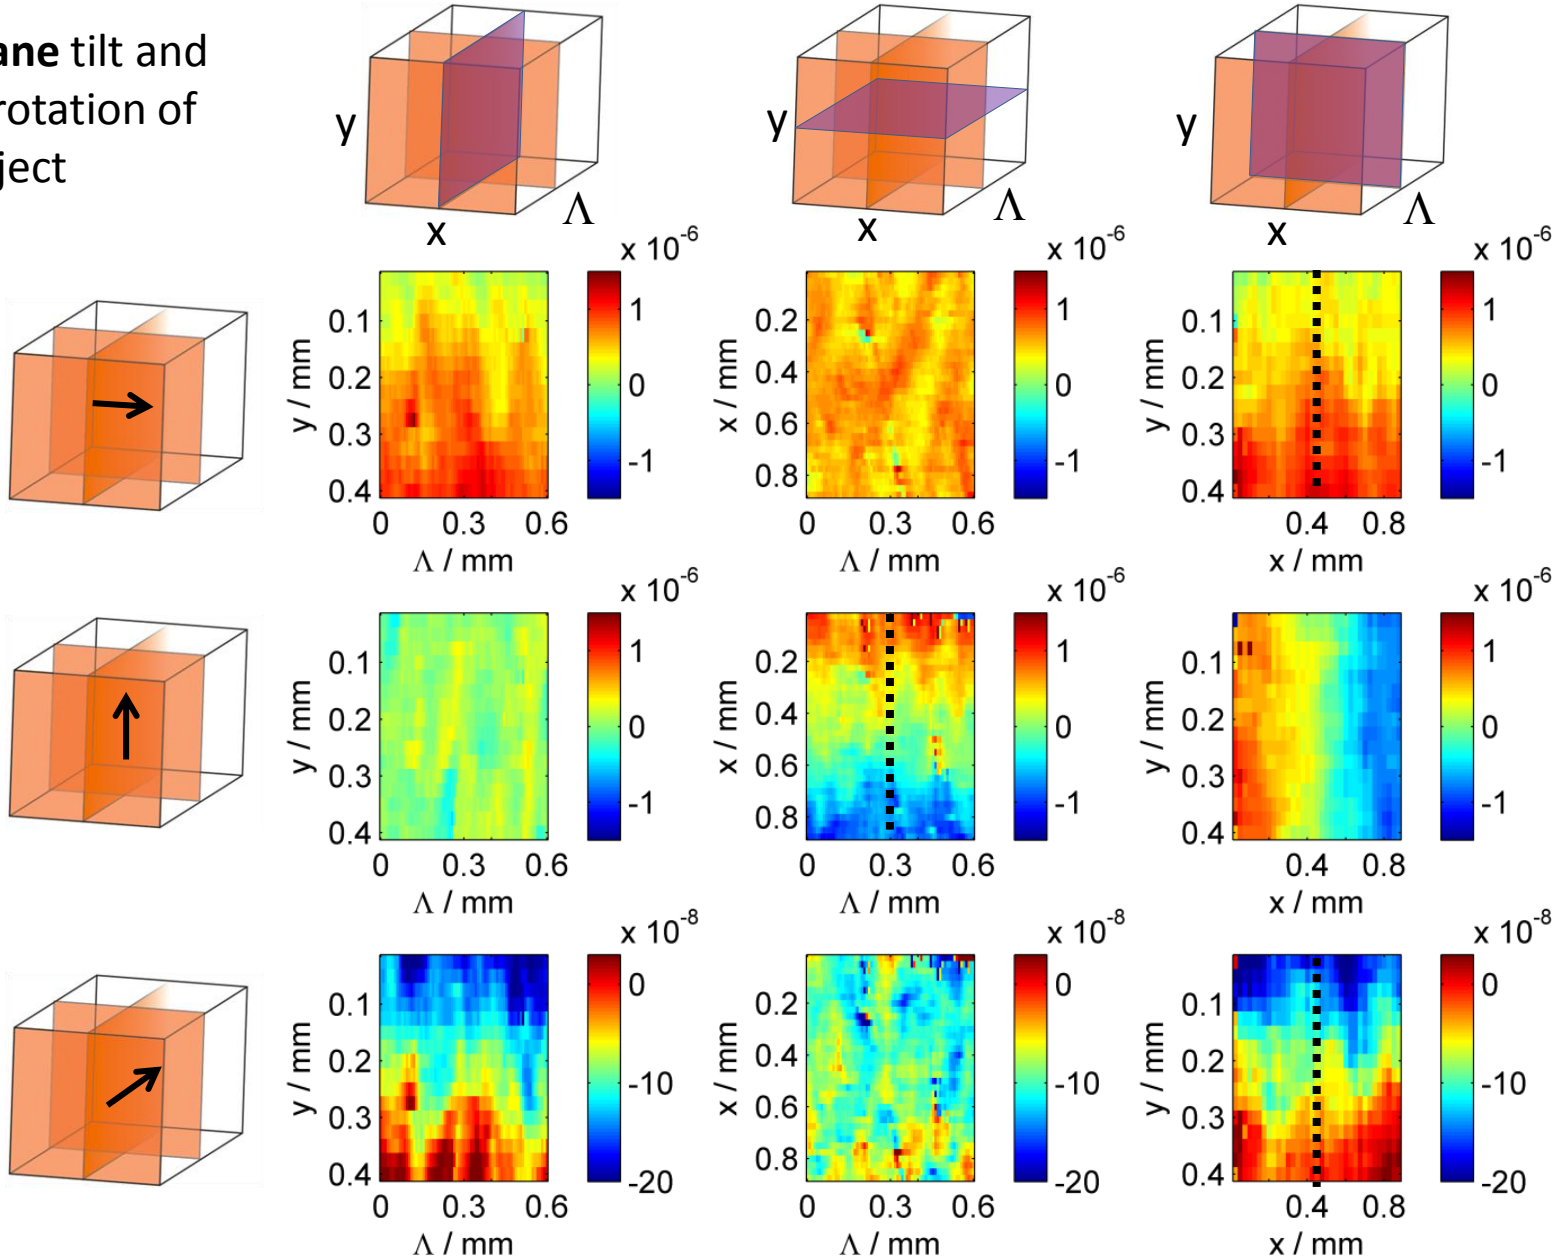 ane tilt and
rotation of
ject
y
x
Λ
y
x
Λ
y
x
Λ
x 10-6
1
0
-1
0.1
0.2
0.3
0.4
y / mm
0 0.3 0.6
Λ / mm
x 10-6
1
0
-1
0.2
0.4
0.6
0.8
x / mm
0 0.3 0.6
Λ / mm
x 10-6
1
0
-1
0.1
0.2
0.3
0.4
y / mm
0.4 0.8
x / mm
x 10-6
1
0
-1
0.1
0.2
0.3
0.4
y / mm
0 0.3 0.6
Λ / mm
x 10-6
1
0
-1
0.2
0.4
0.6
0.8
x / mm
0 0.3 0.6
Λ / mm
x 10-6
1
0
-1
0.1
0.2
0.3
0.4
y / mm
0.4 0.8
x / mm
x 10-8
0
-10
-20
0.1
0.2
0.3
0.4
y / mm
0 0.3 0.6
Λ / mm
x 10-8
0
-10
-20
0.2
0.4
0.6
0.8
x / mm
0 0.3 0.6
Λ / mm
x 10-8
0
-10
-20
0.1
0.2
0.3
0.4
y / mm
0.4 0.8
x / mm